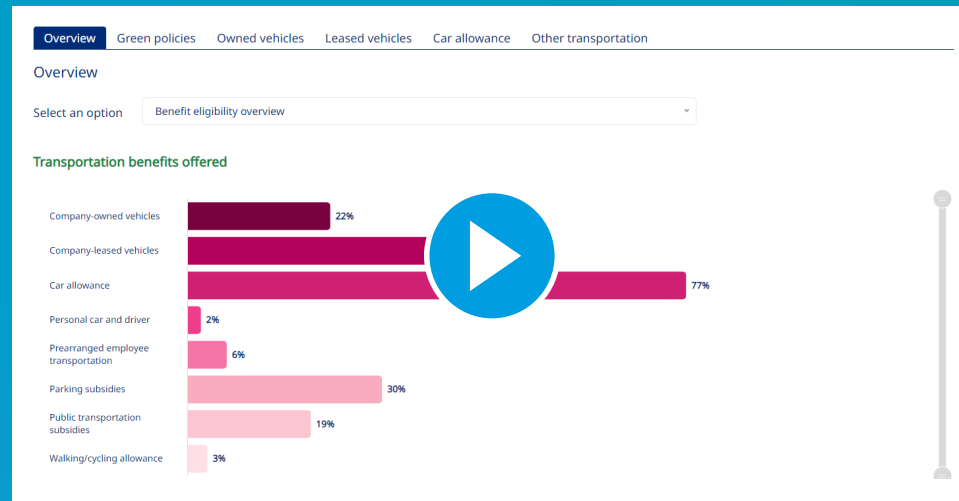 Overview Green policies Owned vehicles Leased vehicles Car allowance Other transportation
Overview
Select an option Benefit eligibility overview
Transportation benefits offered
Company-owned vehicles 22%
Company-leased vehicles
Car allowance 77%
Personal car and driver 2%
Prearranged employee
transportation 6%
Parking subsidies 30%
Public transportation
subsidies 19%
Walking/cycling allowance 3%